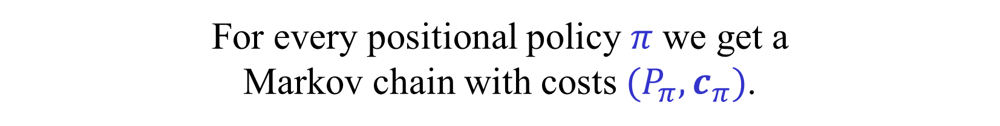 For every positional policy π we get a
Markov chain with costs (P_π, c_π).